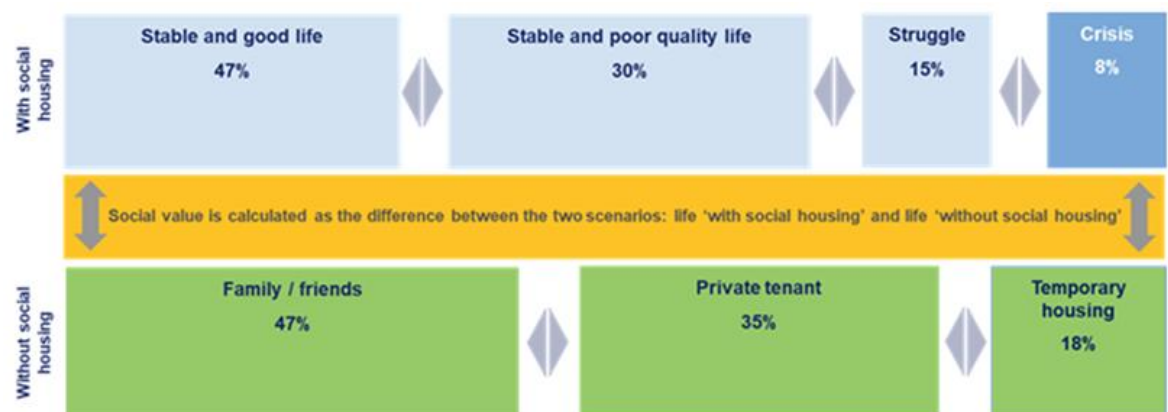 With social
housing
Stable and good life
47%
Stable and poor quality life
30%
Struggle
15%
Crisis
8%
Social value is calculated as the difference between the two scenarios: life ‘with social housing’ and life ‘without social housing’
Without social
housing
Family / friends
47%
Private tenant
35%
Temporary
housing
18%